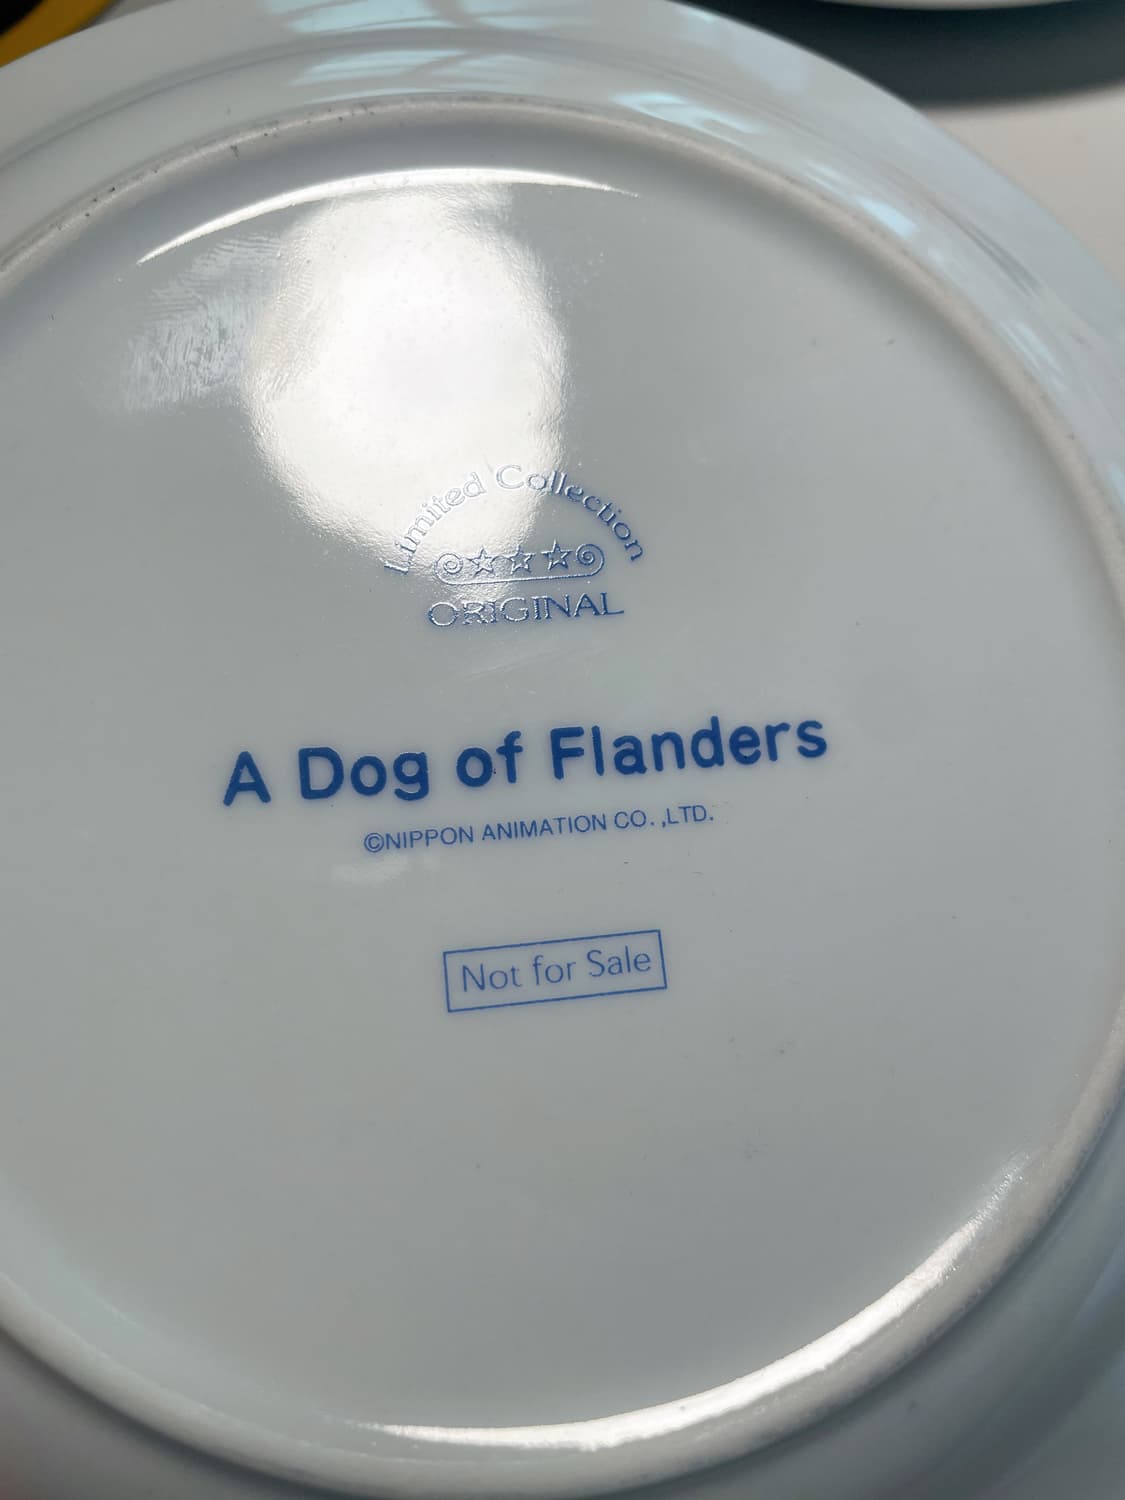 Limited Collection
ORIGINAL
A Dog of Flanders
©NIPPON ANIMATION CO. ,LTD.
Not for Sale